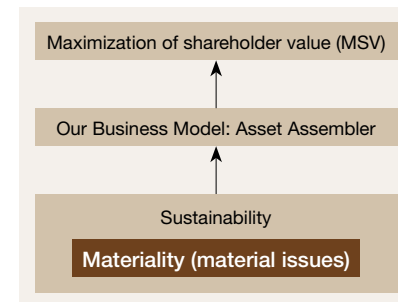 Maximization of shareholder value (MSV)
Our Business Model: Asset Assembler
Sustainability
Materiality (material issues)